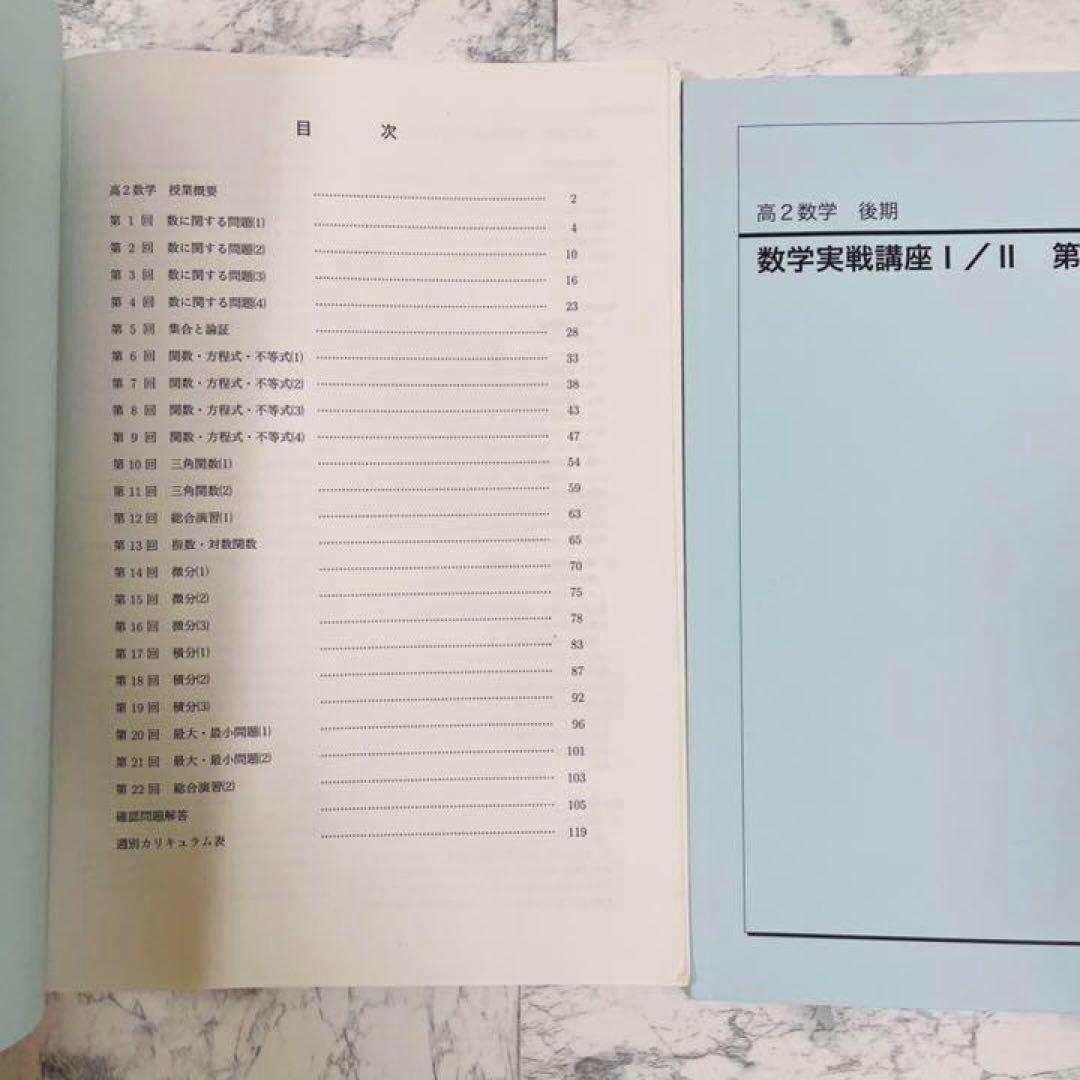 目 次
高2数学 授業概要 2
第 1 回 数に関する問題(1) 4
第 2 回 数に関する問題(2) 10
第 3 回 数に関する問題(3) 16
第 4 回 数に関する問題(4) 23
第 5 回 集合と論証 28
第 6 回 関数・方程式・不等式(1) 33
第 7 回 関数・方程式・不等式(2) 38
第 8 回 関数・方程式・不等式(3) 43
第 9 回 関数・方程式・不等式(4) 47
第 10 回 三角関数(1) 54
第 11 回 三角関数(2) 59
第 12 回 総合演習(1) 63
第 13 回 指数・対数関数 65
第 14 回 微分(1) 70
第 15 回 微分(2) 75
第 16 回 微分(3) 78
第 17 回 積分(1) 83
第 18 回 積分(2) 87
第 19 回 積分(3) 92
第 20 回 最大・最小問題(1) 96
第 21 回 最大・最小問題(2) 101
第 22 回 総合演習(2) 103
確認問題解答 105
週別カリキュラム表 119
高2数学 後期
数学実戦講座Ⅰ/Ⅱ 第